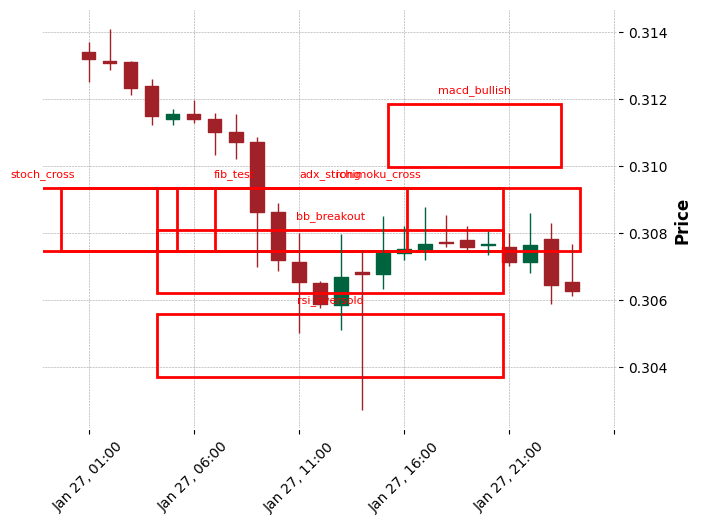 0.314
macd_bullish
0.312
0.310
stoch_cross
fib_test
adx_strong
ichimoku_cross
bb_breakout
0.308
0.306
0.304
Price
Jan 27, 01:00
Jan 27, 06:00
Jan 27, 11:00
Jan 27, 16:00
Jan 27, 21:00